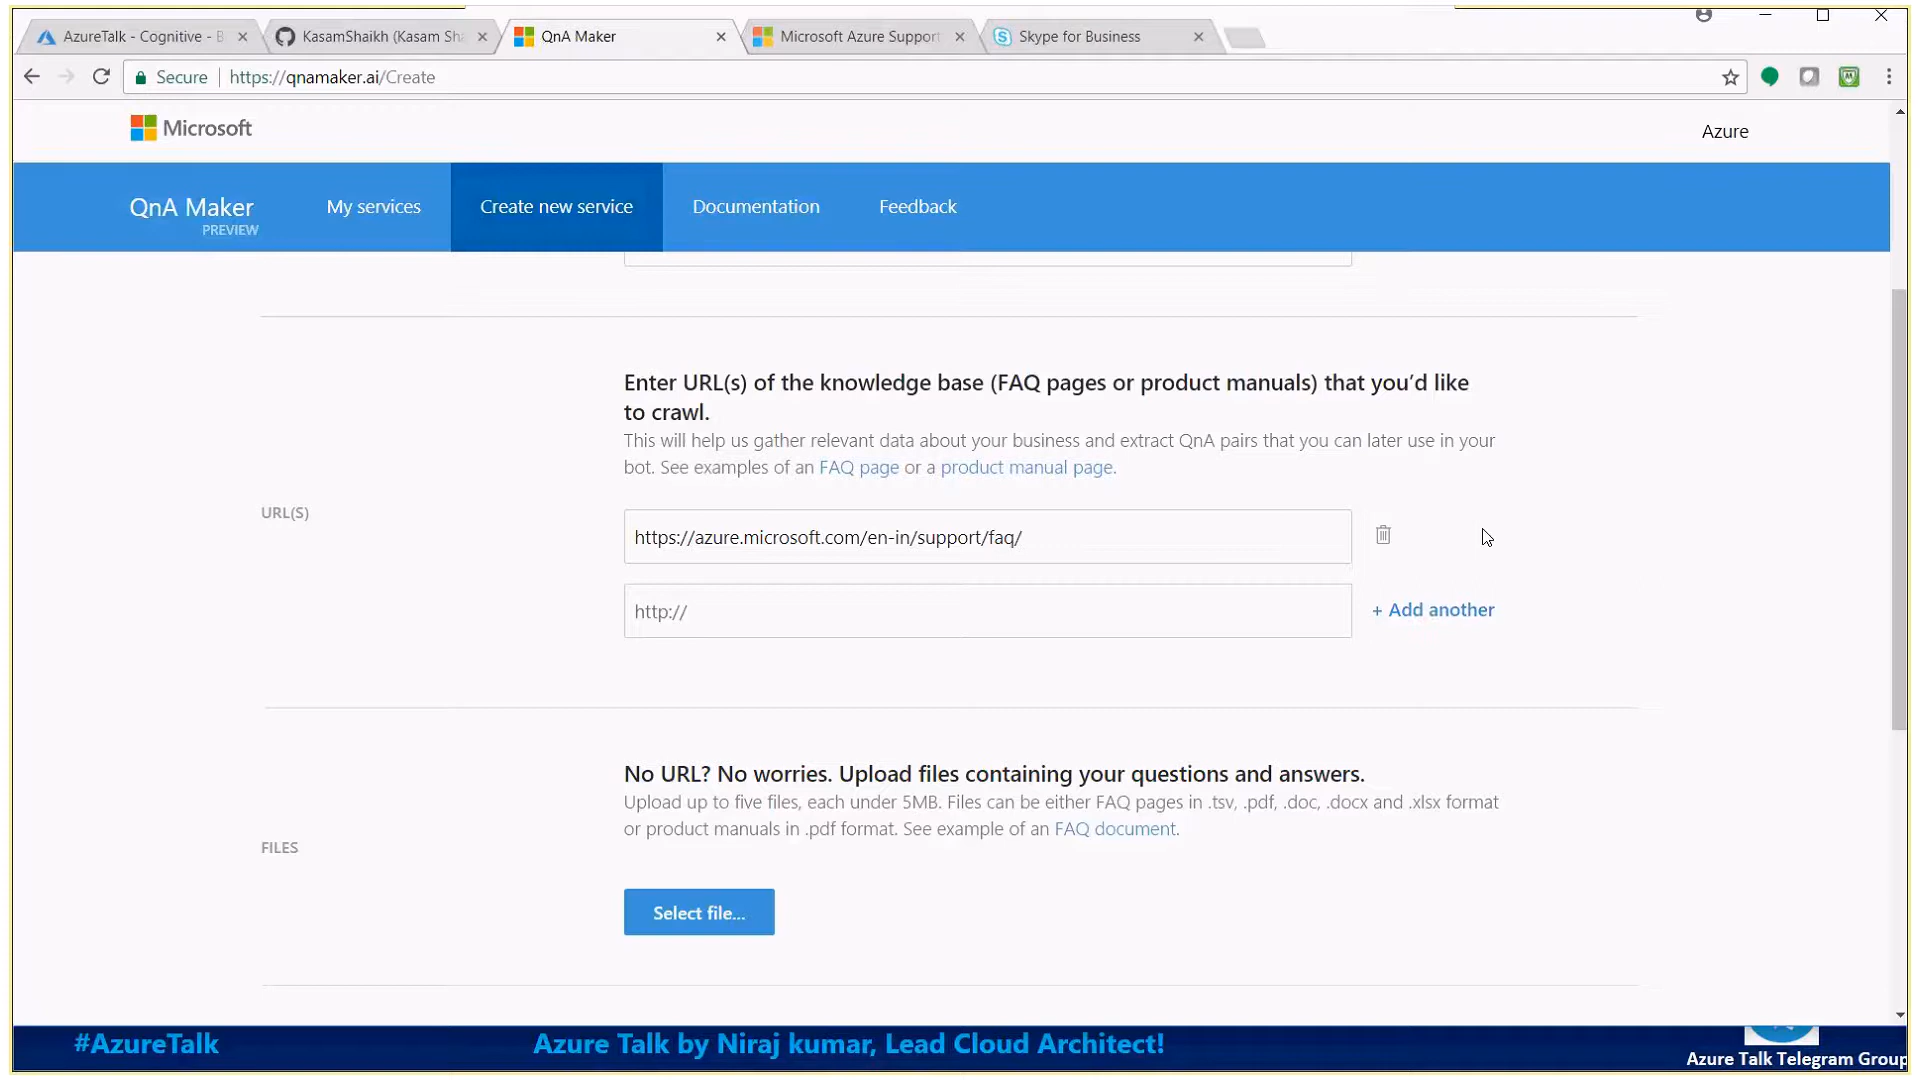 AzureTalk - Cognitive - B
KasamShaikh (Kasam Sha
QnA Maker
Microsoft Azure Support
Skype for Business
Secure
https://qnamaker.ai/Create
Microsoft
Azure
QnA Maker
PREVIEW
My services
Create new service
Documentation
Feedback
Enter URL(s) of the knowledge base (FAQ pages or product manuals) that you’d like
to crawl.
This will help us gather relevant data about your business and extract QnA pairs that you can later use in your
bot. See examples of an FAQ page or a product manual page.
URL(S)
https://azure.microsoft.com/en-in/support/faq/
http://
+ Add another
No URL? No worries. Upload files containing your questions and answers.
Upload up to five files, each under 5MB. Files can be either FAQ pages in .tsv, .pdf, .doc, .docx and .xlsx format
or product manuals in .pdf format. See example of an FAQ document.
FILES
Select file...
#AzureTalk
Azure Talk by Niraj kumar, Lead Cloud Architect!
Azure Talk Telegram Group